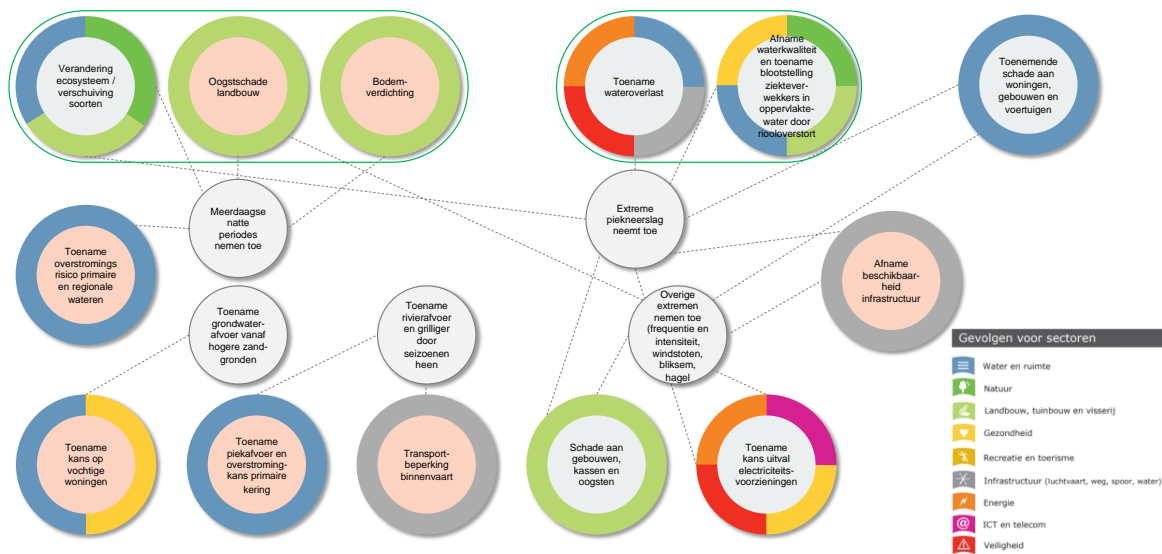 Verandering
ecosysteem /
verschuiving
soorten
Oogstschade
landbouw
Bodem-
verdichting
Toename
wateroverlast
Afname
waterkwaliteit
en toename
blootstelling
ziektever-
wekkers in
oppervlakte-
water door
riooloverstort
Toenemende
schade aan
woningen,
gebouwen en
voertuigen
Meerdaagse
natte
periodes
nemen toe
Extreme
piekneerslag
neemt toe
Toename
overstromings
risico primaire
en regionale
wateren
Toename
grondwater-
afvoer vanaf
hogere zand-
gronden
Toename
rivierafvoer
en grilliger
door
seizoenen
heen
Overige
extremen
nemen toe
(frequentie en
intensiteit,
windstoten,
bliksem,
hagel
Afname
beschikbaar-
heid
infrastructuur
Toename
kans op
vochtige
woningen
Toename
piekafvoer en
overstroming-
kans primaire
kering
Transport-
beperking
binnenvaart
Schade aan
gebouwen,
kassen en
oogsten
Toename
kans uitval
electriciteits-
voorzieningen
Gevolgen voor sectoren
Water en ruimte
Natuur
Landbouw, tuinbouw en visserij
Gezondheid
Recreatie en toerisme
Infrastructuur (luchtvaart, weg, spoor, water)
Energie
@ ICT en telecom
Veiligheid